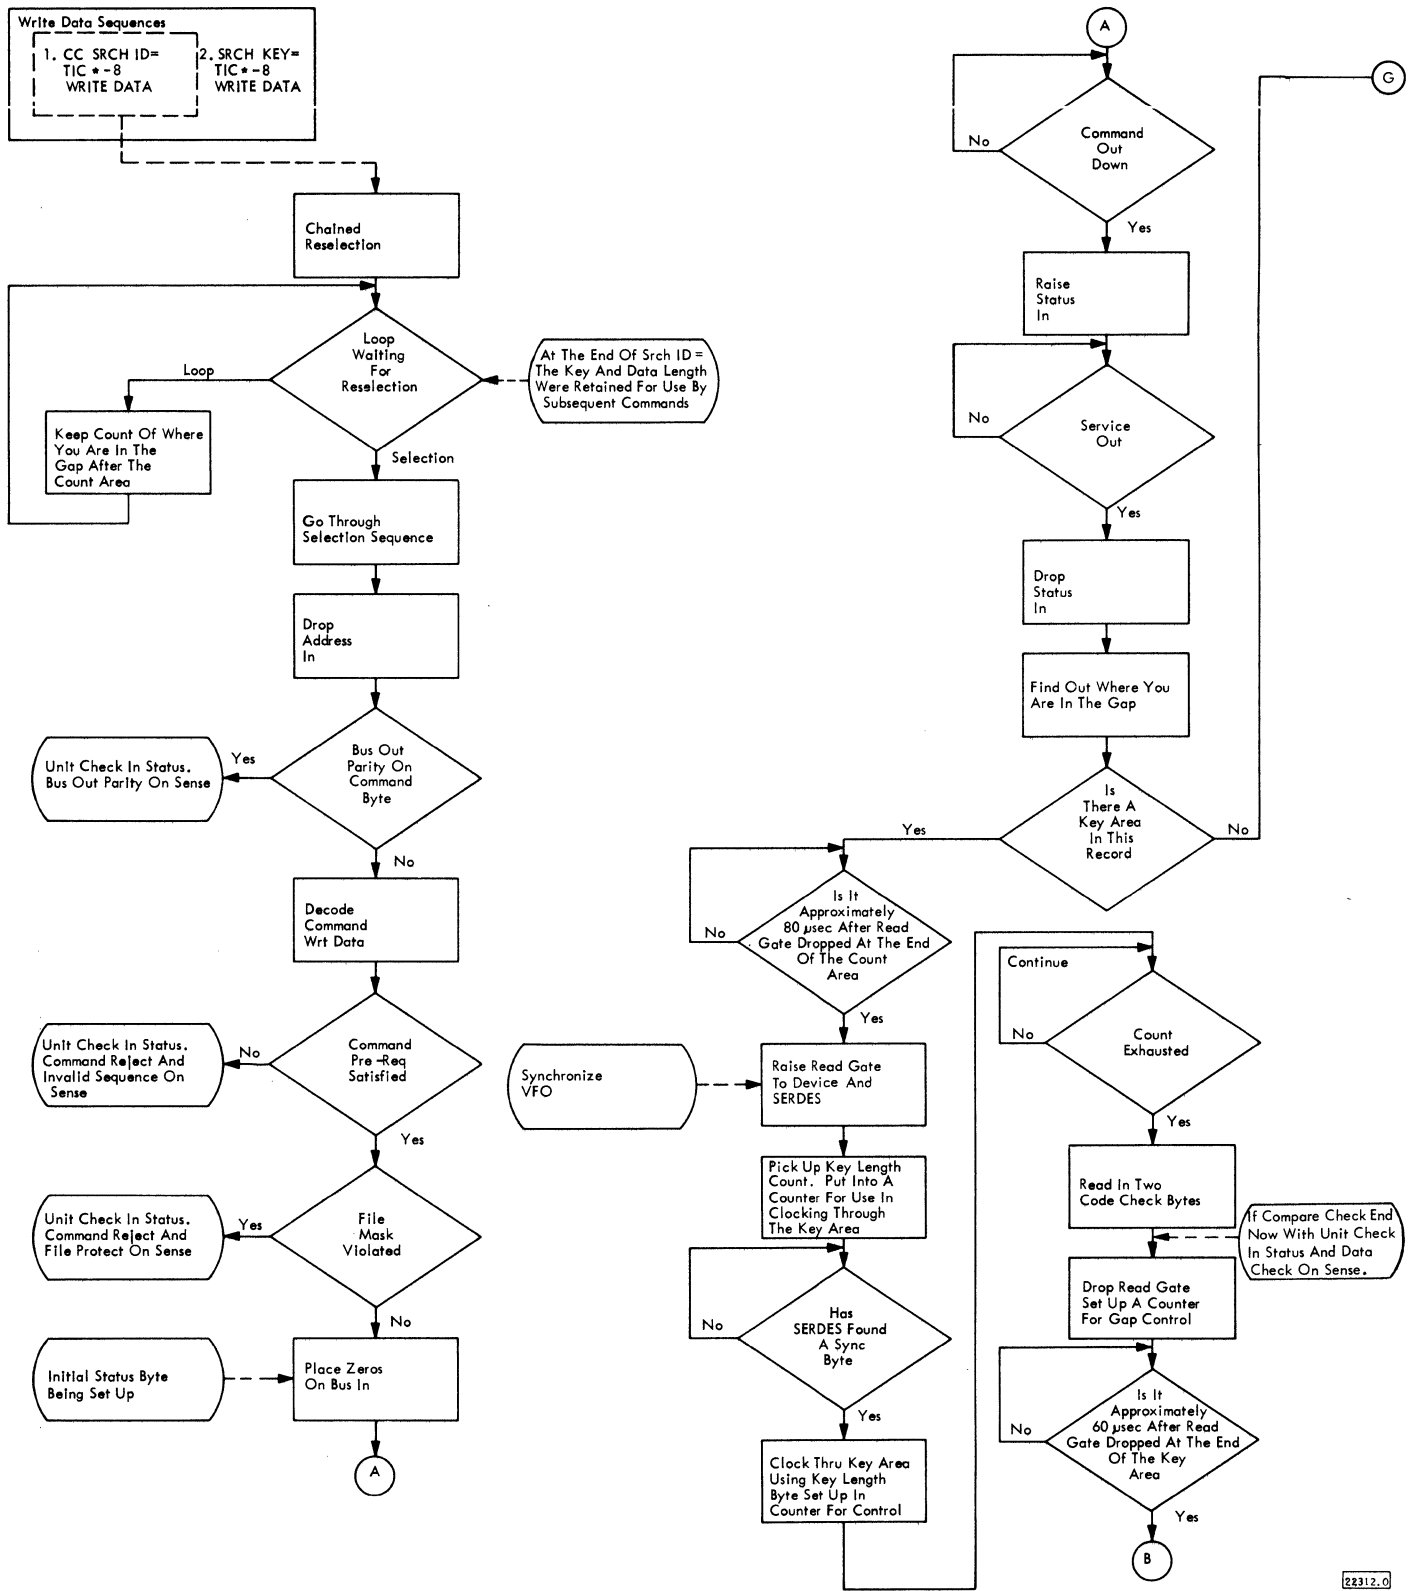 Write Data Sequences
1. CC SRCH ID=
TIC *-8
WRITE DATA
2. SRCH KEY=
TIC *-8
WRITE DATA
Chained
Reselection
Loop
Waiting
For
Reselection
Loop
At The End Of Srch ID =
The Key And Data Length
Were Retained For Use By
Subsequent Commands
Keep Count Of Where
You Are In The
Gap After The
Count Area
Selection
Go Through
Selection Sequence
Drop
Address
In
Bus Out
Parity On
Command
Byte
Yes
Unit Check In Status.
Bus Out Parity On Sense
No
Decode
Command
Wrt Data
Command
Pre-Req
Satisfied
No
Unit Check In Status.
Command Reject And
Invalid Sequence On
Sense
Yes
File
Mask
Violated
Yes
Unit Check In Status.
Command Reject And
File Protect On Sense
No
Initial Status Byte
Being Set Up
Place Zeros
On Bus In
A
A
G
Command
Out
Down
No
Yes
Raise
Status
In
Service
Out
No
Yes
Drop
Status
In
Find Out Where You
Are In The Gap
Is
There A
Key Area
In This
Record
Yes
No
Is It
Approximately
80 µsec After Read
Gate Dropped At The End
Of The Count
Area
No
Yes
Synchronize
VFO
Raise Read Gate
To Device And
SERDES
Pick Up Key Length
Count. Put Into A
Counter For Use In
Clocking Through
The Key Area
Has
SERDES Found
A Sync
Byte
No
Yes
Clock Thru Key Area
Using Key Length
Byte Set Up In
Counter For Control
Continue
Count
Exhausted
No
Yes
Read In Two
Code Check Bytes
If Compare Check End
Now With Unit Check
In Status And Data
Check On Sense.
Drop Read Gate
Set Up A Counter
For Gap Control
Is It
Approximately
60 µsec After Read
Gate Dropped At The End
Of The Key
Area
No
Yes
B
22312.0